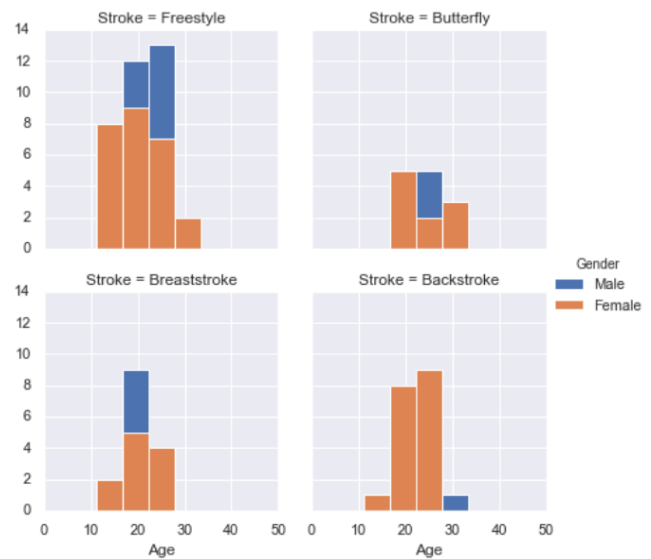 Stroke = Freestyle
Stroke = Butterfly
14
12
10
8
6
4
2
0
Stroke = Breaststroke
Stroke = Backstroke
14
12
10
8
6
4
2
0
0 10 20 30 40 50
0 10 20 30 40 50
Age
Age
Gender
Male
Female